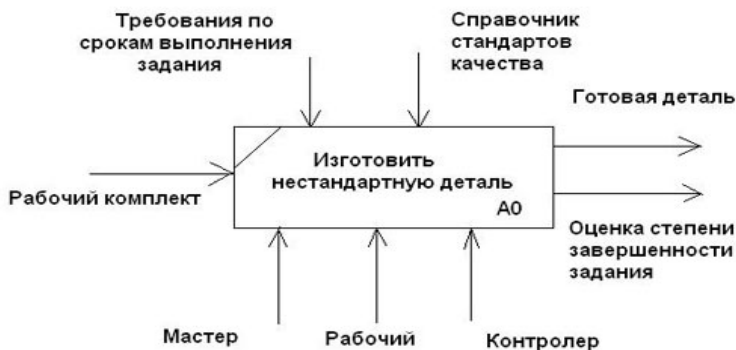 Требования по
срокам выполнения
задания
Справочник
стандартов
качества
Готовая деталь
Изготовить
нестандартную деталь
А0
Рабочий комплект
Оценка степени
завершенности
задания
Мастер
Рабочий
Контролер